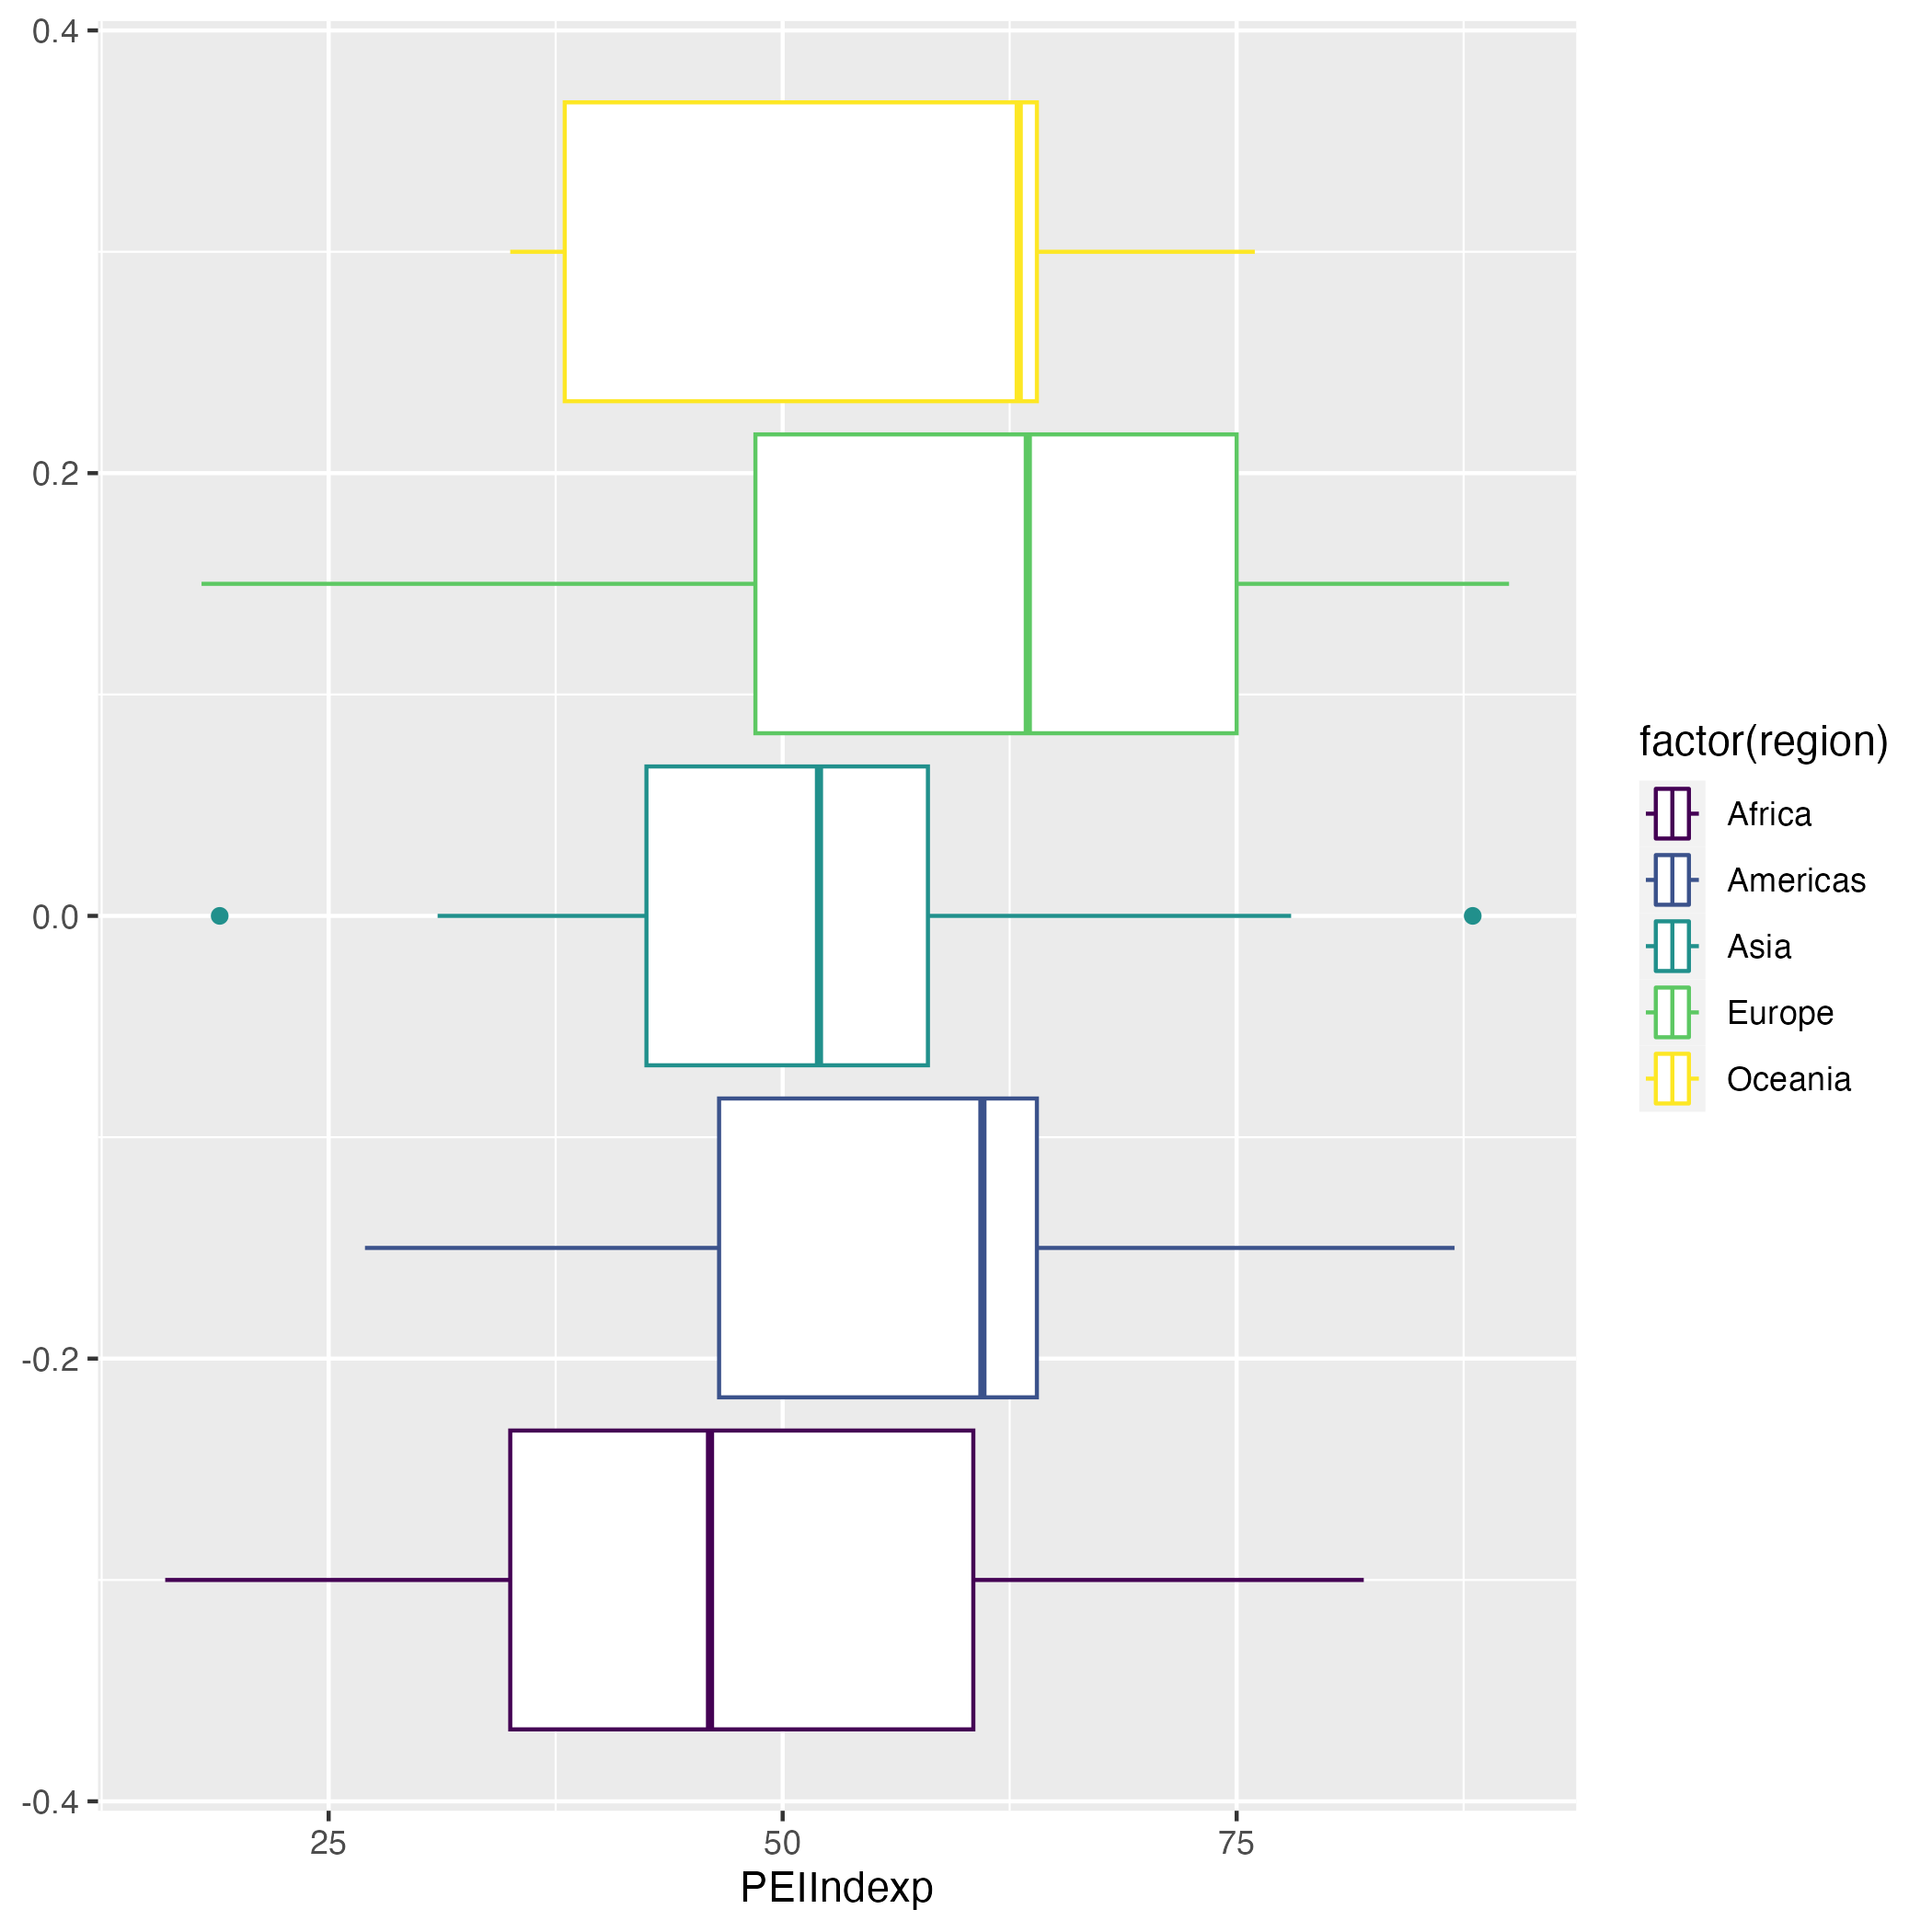 0.4
0.2
0.0
-0.2
-0.4
25 50 75
PEIIndexp
factor(region)
Africa
Americas
Asia
Europe
Oceania